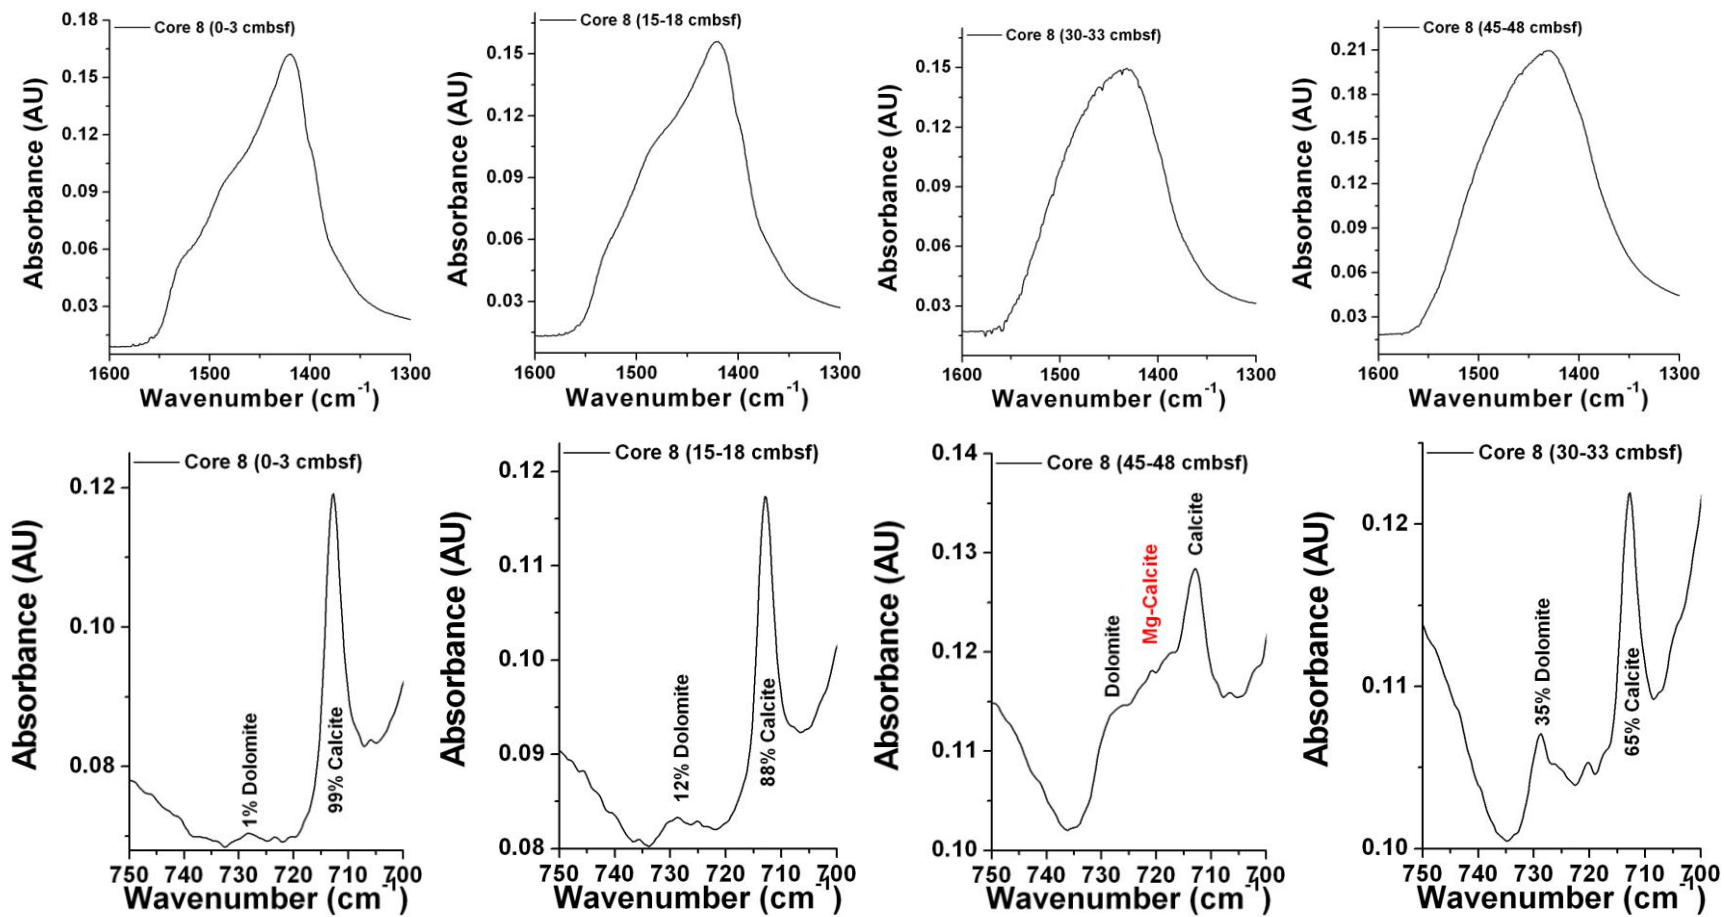 Core 8 (0-3 cmbsf)
Absorbance (AU)
0.18
0.15
0.12
0.09
0.06
0.03
1600
1500
1400
1300
Wavenumber (cm-1)
Core 8 (15-18 cmbsf)
Absorbance (AU)
0.15
0.12
0.09
0.06
0.03
1600
1500
1400
1300
Wavenumber (cm-1)
Core 8 (30-33 cmbsf)
Absorbance (AU)
0.15
0.12
0.09
0.06
0.03
1600
1500
1400
1300
Wavenumber (cm-1)
Core 8 (45-48 cmbsf)
Absorbance (AU)
0.21
0.18
0.15
0.12
0.09
0.06
0.03
1600
1500
1400
1300
Wavenumber (cm-1)
Core 8 (0-3 cmbsf)
Absorbance (AU)
0.12
0.10
0.08
1% Dolomite
99% Calcite
750
740
730
720
710
700
Wavenumber (cm-1)
Core 8 (15-18 cmbsf)
Absorbance (AU)
0.12
0.11
0.10
0.09
0.08
12% Dolomite
88% Calcite
750
740
730
720
710
700
Wavenumber (cm-1)
Core 8 (45-48 cmbsf)
Absorbance (AU)
0.14
0.13
0.12
0.11
0.10
Dolomite
Mg-Calcite
Calcite
750
740
730
720
710
700
Wavenumber (cm-1)
Core 8 (30-33 cmbsf)
Absorbance (AU)
0.12
0.11
0.10
35% Dolomite
65% Calcite
750
740
730
720
710
700
Wavenumber (cm-1)